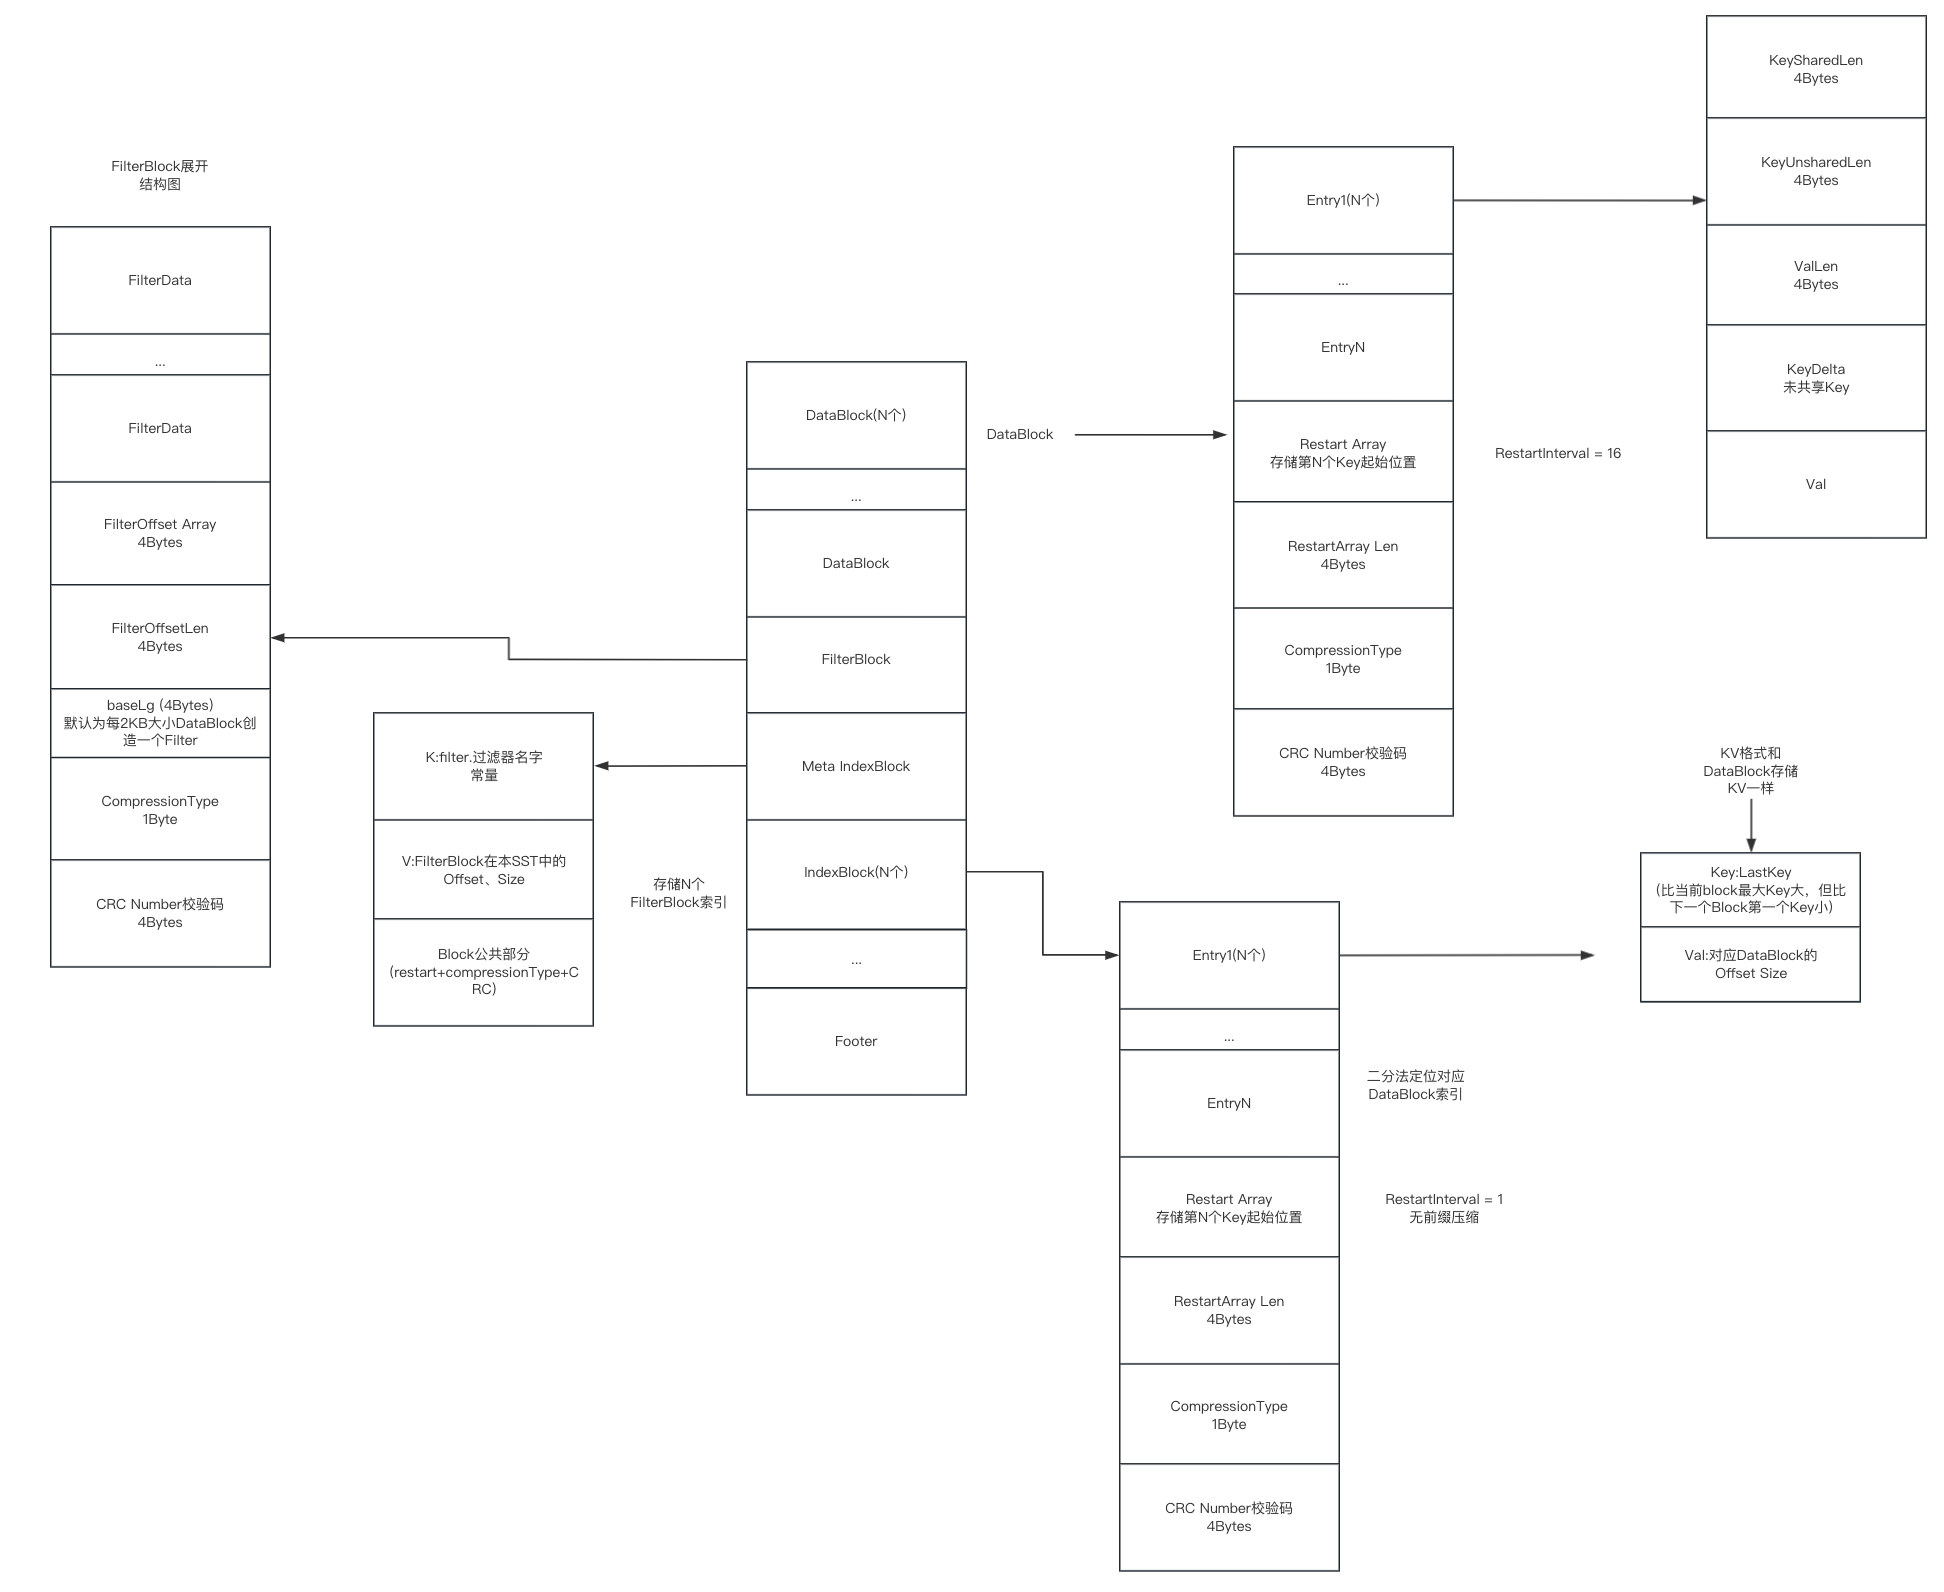 FilterBlock展开
结构图
FilterData
...
FilterData
FilterOffset Array
4Bytes
FilterOffsetLen
4Bytes
baseLg (4Bytes)
默认为每2KB大小DataBlock创
造一个Filter
CompressionType
1Byte
CRC Number校验码
4Bytes
K:filter.过滤器名字
常量
V:FilterBlock在本SST中的
Offset、Size
Block公共部分
(restart+compressionType+C
RC)
存储N个
FilterBlock索引
DataBlock(N个)
...
DataBlock
FilterBlock
Meta IndexBlock
IndexBlock(N个)
...
Footer
DataBlock
Entry1(N个)
...
EntryN
Restart Array
存储第N个Key起始位置
RestartArray Len
4Bytes
CompressionType
1Byte
CRC Number校验码
4Bytes
RestartInterval = 16
KeySharedLen
4Bytes
KeyUnsharedLen
4Bytes
ValLen
4Bytes
KeyDelta
未共享Key
Val
Entry1(N个)
...
EntryN
Restart Array
存储第N个Key起始位置
RestartArray Len
4Bytes
CompressionType
1Byte
CRC Number校验码
4Bytes
二分法定位对应
DataBlock索引
RestartInterval = 1
无前缀压缩
KV格式和
DataBlock存储
KV一样
Key:LastKey
(比当前block最大Key大，但比
下一个Block第一个Key小)
Val:对应DataBlock的
Offset Size